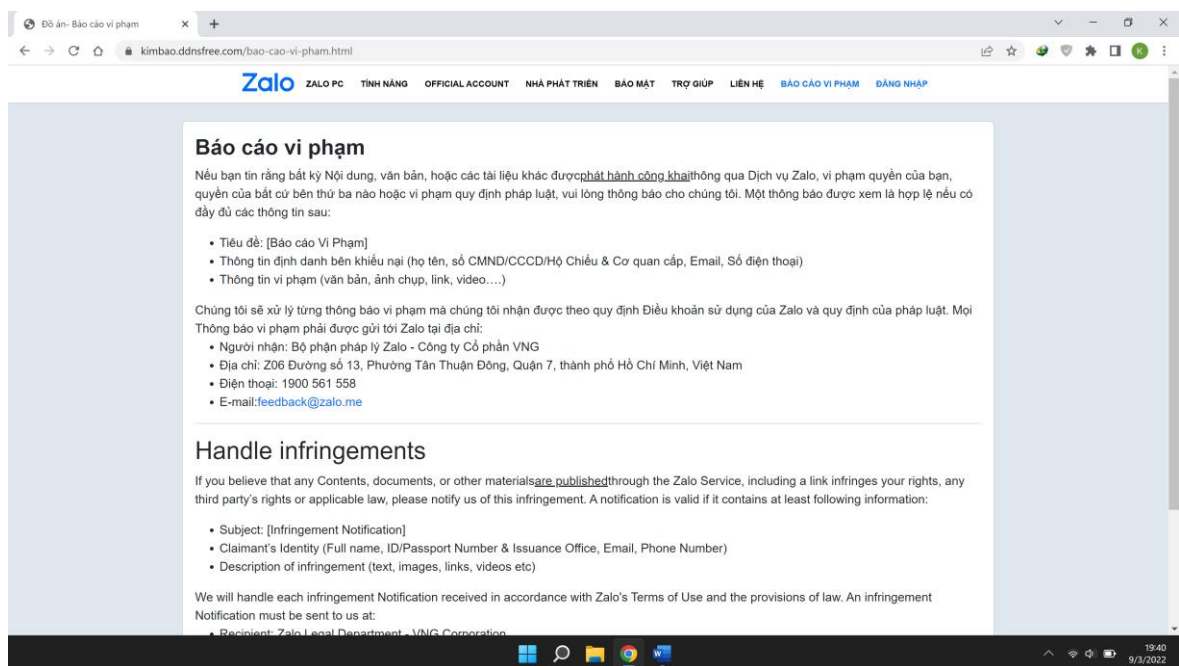 Đồ án- Báo cáo vi phạm
kimbao.ddnsfree.com/bao-cao-vi-pham.html
K
Zalo ZALO PC TÍNH NĂNG OFFICIAL ACCOUNT NHÀ PHÁT TRIỂN BẢO MẬT TRỢ GIÚP LIÊN HỆ BÁO CÁO VI PHẠM ĐĂNG NHẬP
Báo cáo vi phạm
Nếu bạn tin rằng bất kỳ Nội dung, văn bản, hoặc các tài liệu khác đượcphát hành công khaithông qua Dịch vụ Zalo, vi phạm quyền của bạn,
quyền của bất cứ bên thứ ba nào hoặc vi phạm quy định pháp luật, vui lòng thông báo cho chúng tôi. Một thông báo được xem là hợp lệ nếu có
đầy đủ các thông tin sau:
• Tiêu đề: [Báo cáo Vi Phạm]
• Thông tin định danh bên khiếu nại (họ tên, số CMND/CCCD/Hộ Chiếu & Cơ quan cấp, Email, Số điện thoại)
• Thông tin vi phạm (văn bản, ảnh chụp, link, video….)
Chúng tôi sẽ xử lý từng thông báo vi phạm mà chúng tôi nhận được theo quy định Điều khoản sử dụng của Zalo và quy định của pháp luật. Mọi
Thông báo vi phạm phải được gửi tới Zalo tại địa chỉ:
• Người nhận: Bộ phận pháp lý Zalo - Công ty Cổ phần VNG
• Địa chỉ: Z06 Đường số 13, Phường Tân Thuận Đông, Quận 7, thành phố Hồ Chí Minh, Việt Nam
• Điện thoại: 1900 561 558
• E-mail:feedback@zalo.me
Handle infringements
If you believe that any Contents, documents, or other materialsare publishedthrough the Zalo Service, including a link infringes your rights, any
third party's rights or applicable law, please notify us of this infringement. A notification is valid if it contains at least following information:
• Subject: [Infringement Notification]
• Claimant's Identity (Full name, ID/Passport Number & Issuance Office, Email, Phone Number)
• Description of infringement (text, images, links, videos etc)
We will handle each infringement Notification received in accordance with Zalo's Terms of Use and the provisions of law. An infringement
Notification must be sent to us at:
• Recipient: Zalo Legal Department - VNG Corporation
19:40
9/3/2022